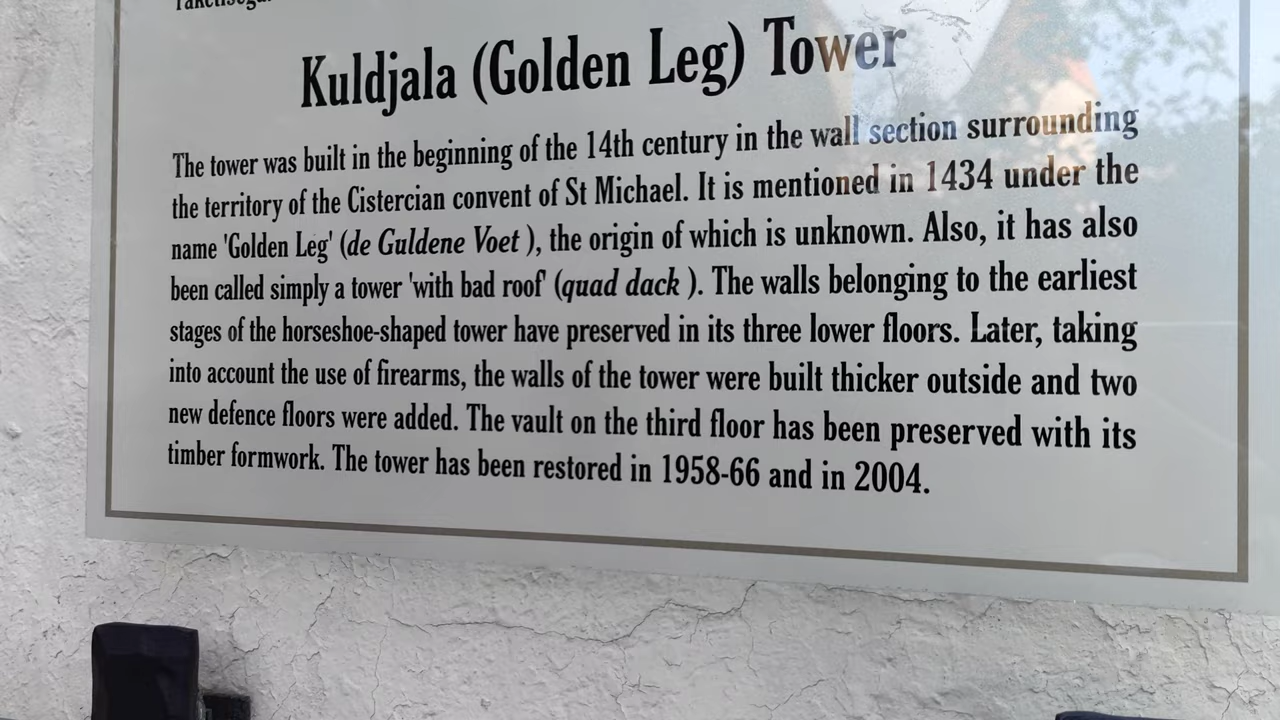 Kuldjala (Golden Leg) Tower
The tower was built in the beginning of the 14th century in the wall section surrounding
the territory of the Cistercian convent of St Michael. It is mentioned in 1434 under the
name 'Golden Leg' (de Guldene Voet ), the origin of which is unknown. Also, it has also
been called simply a tower 'with bad roof' (quad dack ). The walls belonging to the earliest
stages of the horseshoe-shaped tower have preserved in its three lower floors. Later, taking
into account the use of firearms, the walls of the tower were built thicker outside and two
new defence floors were added. The vault on the third floor has been preserved with its
timber formwork. The tower has been restored in 1958-66 and in 2004.